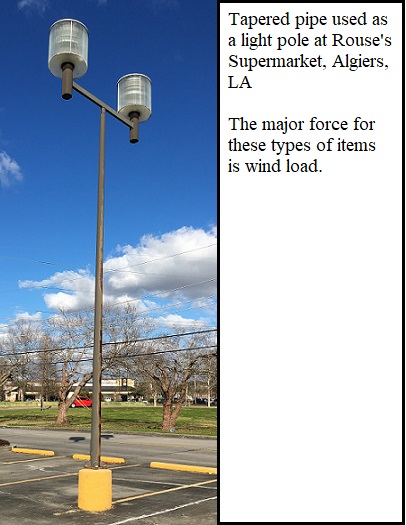 Tapered pipe used as
a light pole at Rouse's
Supermarket, Algiers,
LA
The major force for
these types of items
is wind load.